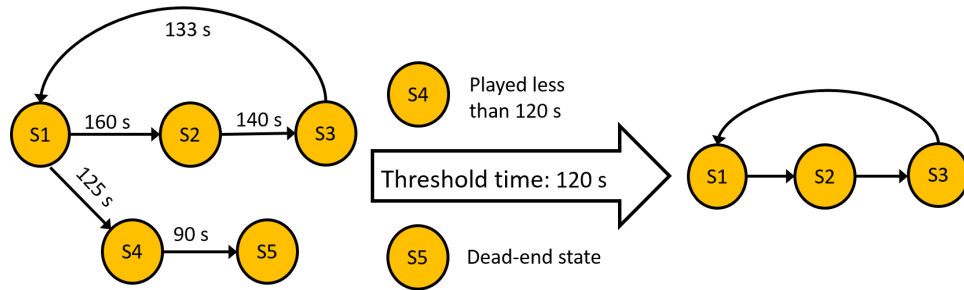 133 s
S4
Played less
than 120 s
S1
160 s
S2
140 s
S3
Threshold time: 120 s
S1
S2
S3
125 s
S4
90 s
S5
S5
Dead-end state